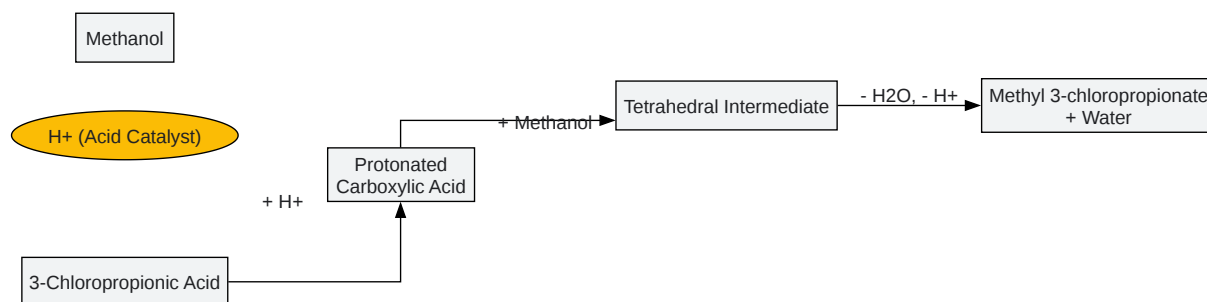 Methanol
H+ (Acid Catalyst)
3-Chloropropionic Acid
+ H+
Protonated
Carboxylic Acid
+ Methanol
Tetrahedral Intermediate
- H2O, - H+
Methyl 3-chloropropionate
+ Water